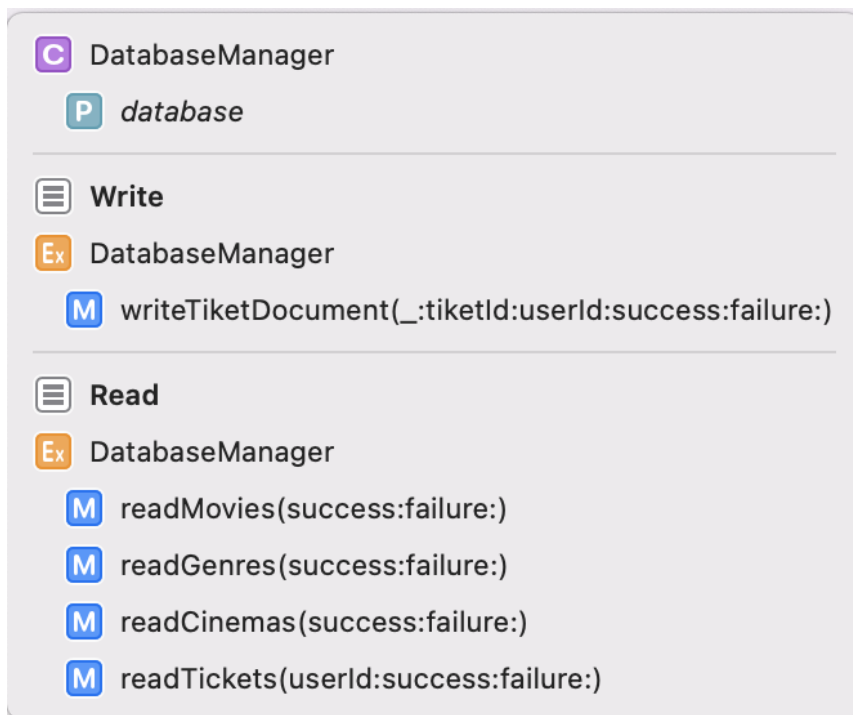 C DatabaseManager
P database
Write
Ex DatabaseManager
M writeTiketDocument(_:tiketId:userId:success:failure:)
Read
Ex DatabaseManager
M readMovies(success:failure:)
M readGenres(success:failure:)
M readCinemas(success:failure:)
M readTickets(userId:success:failure:)